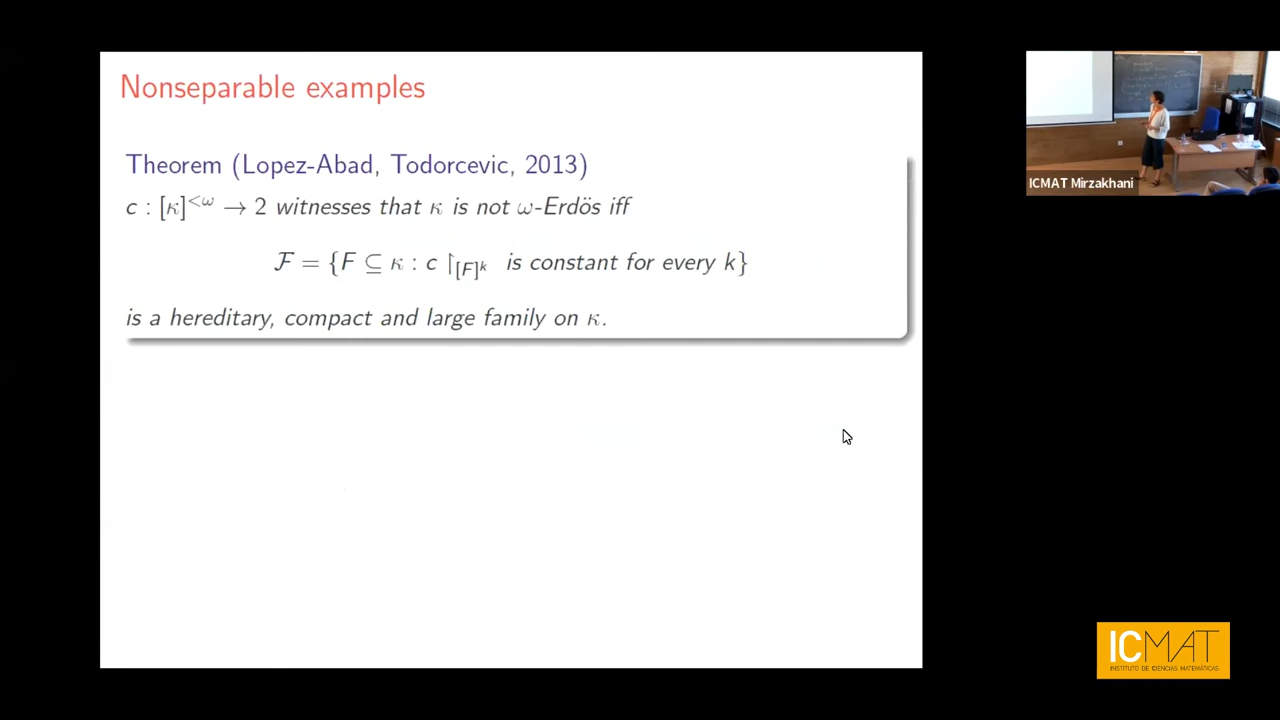 Nonseparable examples
Theorem (Lopez-Abad, Todorcevic, 2013)
c : [κ]^{<ω} → 2 witnesses that κ is not ω-Erdös iff
ℱ = {F ⊆ κ : c ↾_{[F]^k} is constant for every k}
is a hereditary, compact and large family on κ.
ICMAT Mirzakhani
ICMAT
INSTITUTO DE CIENCIAS MATEMÁTICAS